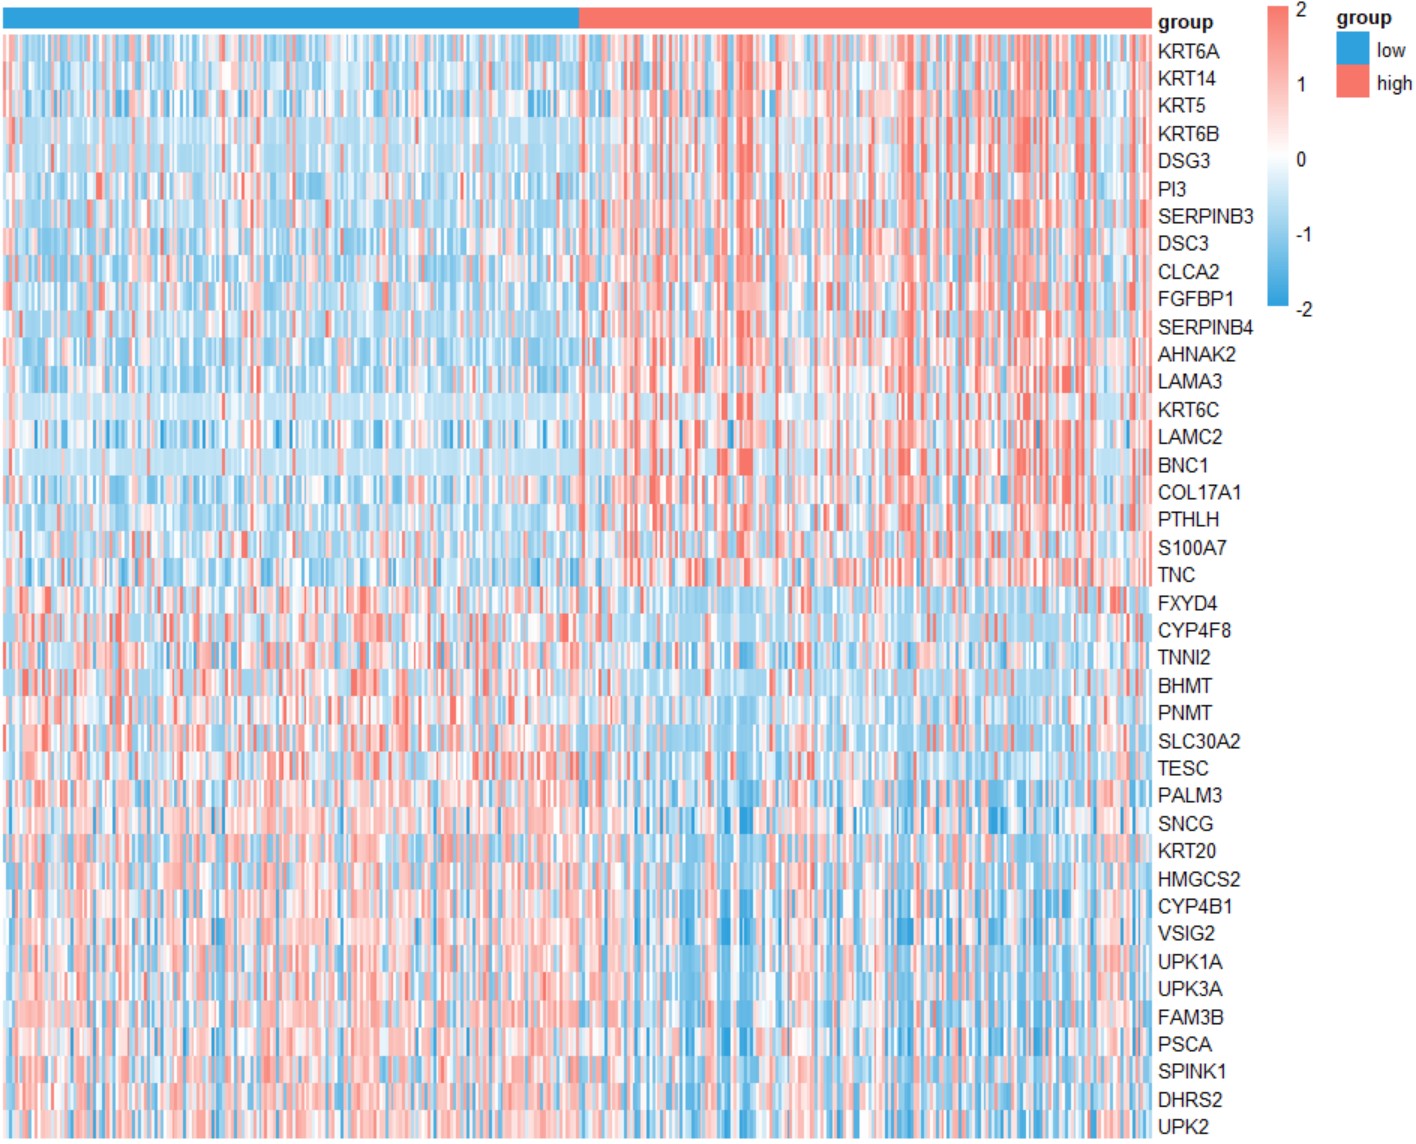 group
KRT6A
KRT14
KRT5
KRT6B
DSG3
PI3
SERPINB3
DSC3
CLCA2
FGFBP1
SERPINB4
AHNAK2
LAMA3
KRT6C
LAMC2
BNC1
COL17A1
PTHLH
S100A7
TNC
FXYD4
CYP4F8
TNNI2
BHMT
PNMT
SLC30A2
TESC
PALM3
SNCG
KRT20
HMGCS2
CYP4B1
VSIG2
UPK1A
UPK3A
FAM3B
PSCA
SPINK1
DHRS2
UPK2
2
1
0
-1
-2
group
low
high